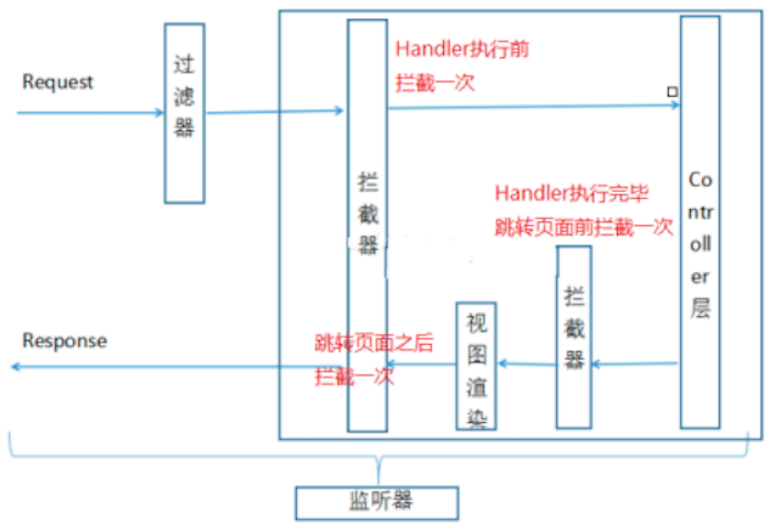 Request
过滤器
Handler执行前
拦截一次
拦截器
Controller层
Handler执行完毕
跳转页面前拦截一次
拦截器
视图渲染
跳转页面之后
拦截一次
Response
监听器